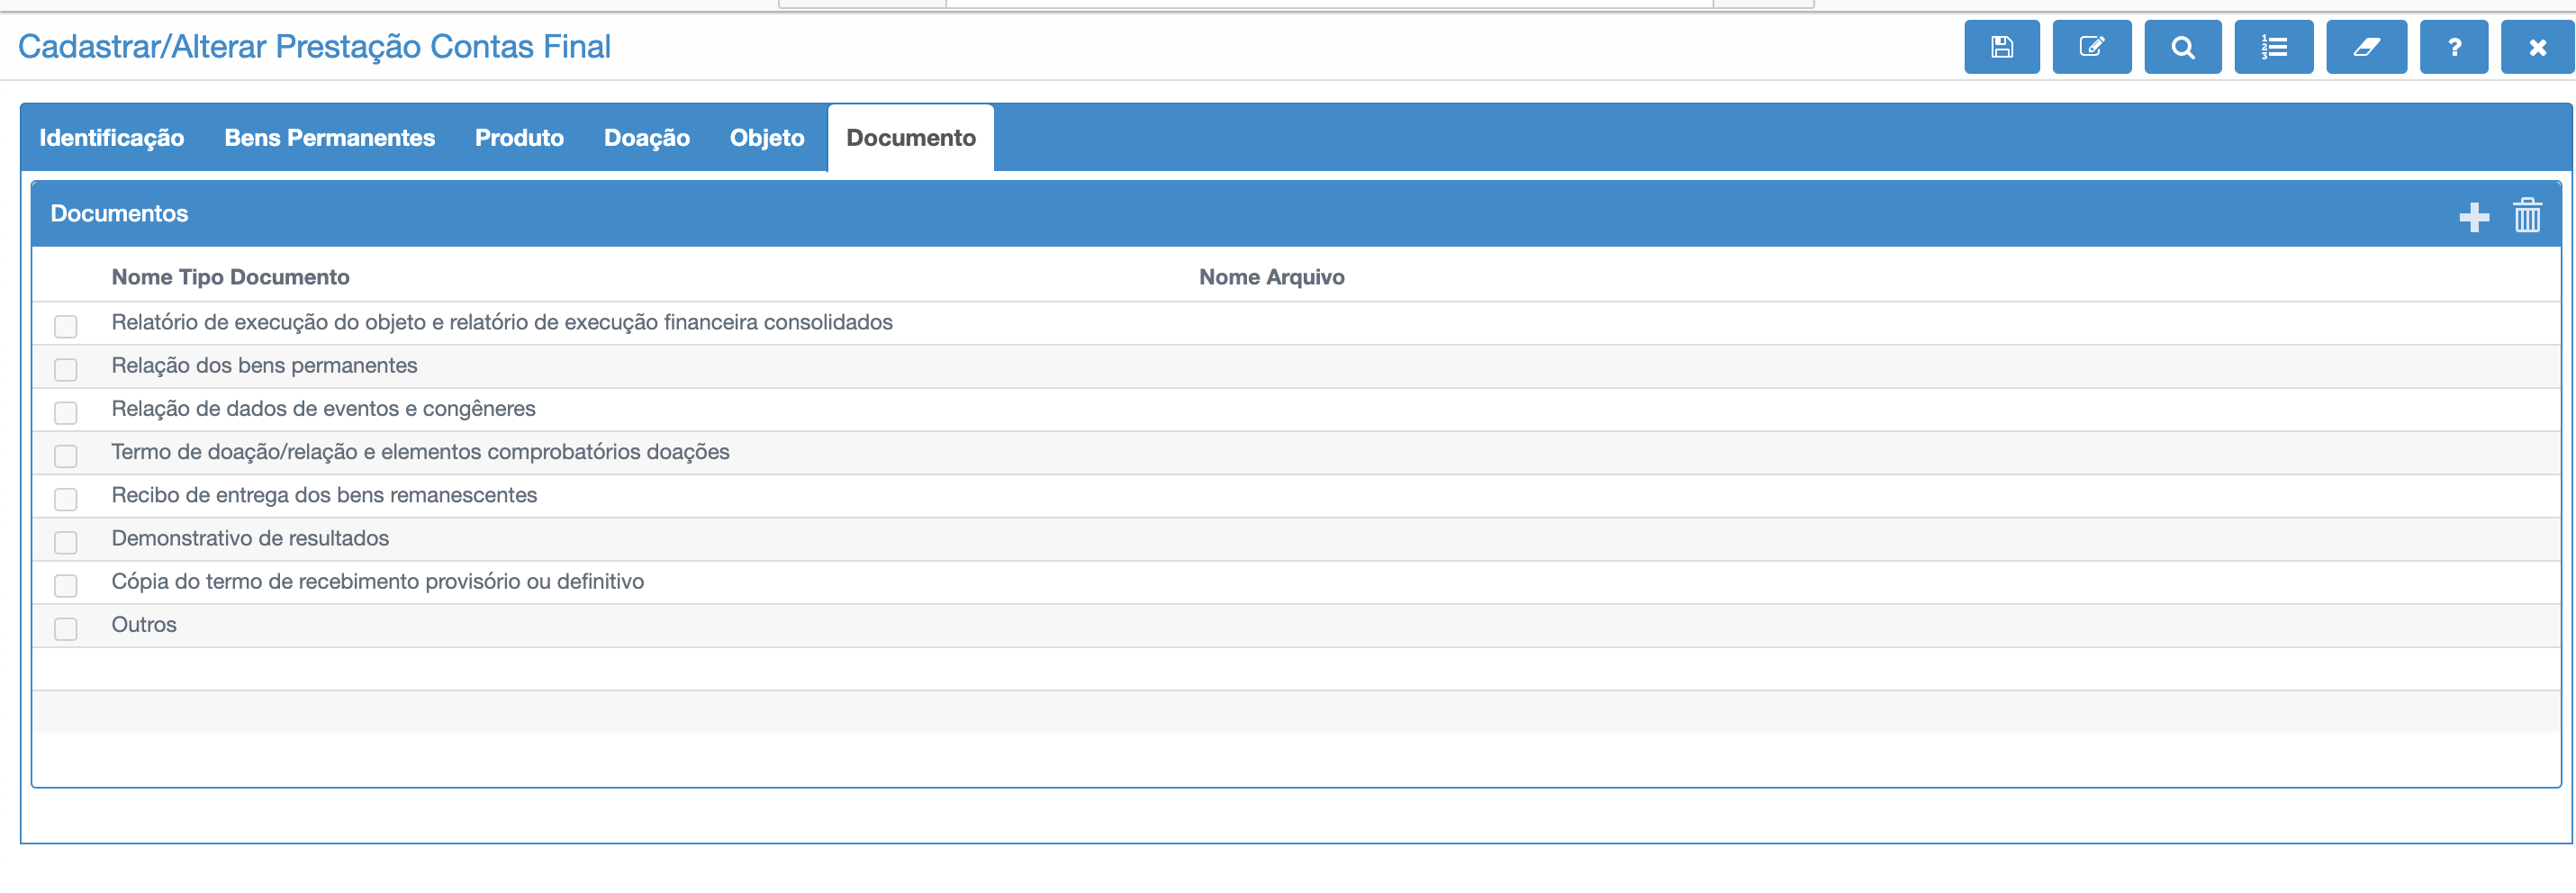 Cadastrar/Alterar Prestação Contas Final
?
Identificação Bens Permanentes Produto Doação Objeto Documento
Documentos
Nome Tipo Documento Nome Arquivo
Relatório de execução do objeto e relatório de execução financeira consolidados
Relação dos bens permanentes
Relação de dados de eventos e congêneres
Termo de doação/relação e elementos comprobatórios doações
Recibo de entrega dos bens remanescentes
Demonstrativo de resultados
Cópia do termo de recebimento provisório ou definitivo
Outros